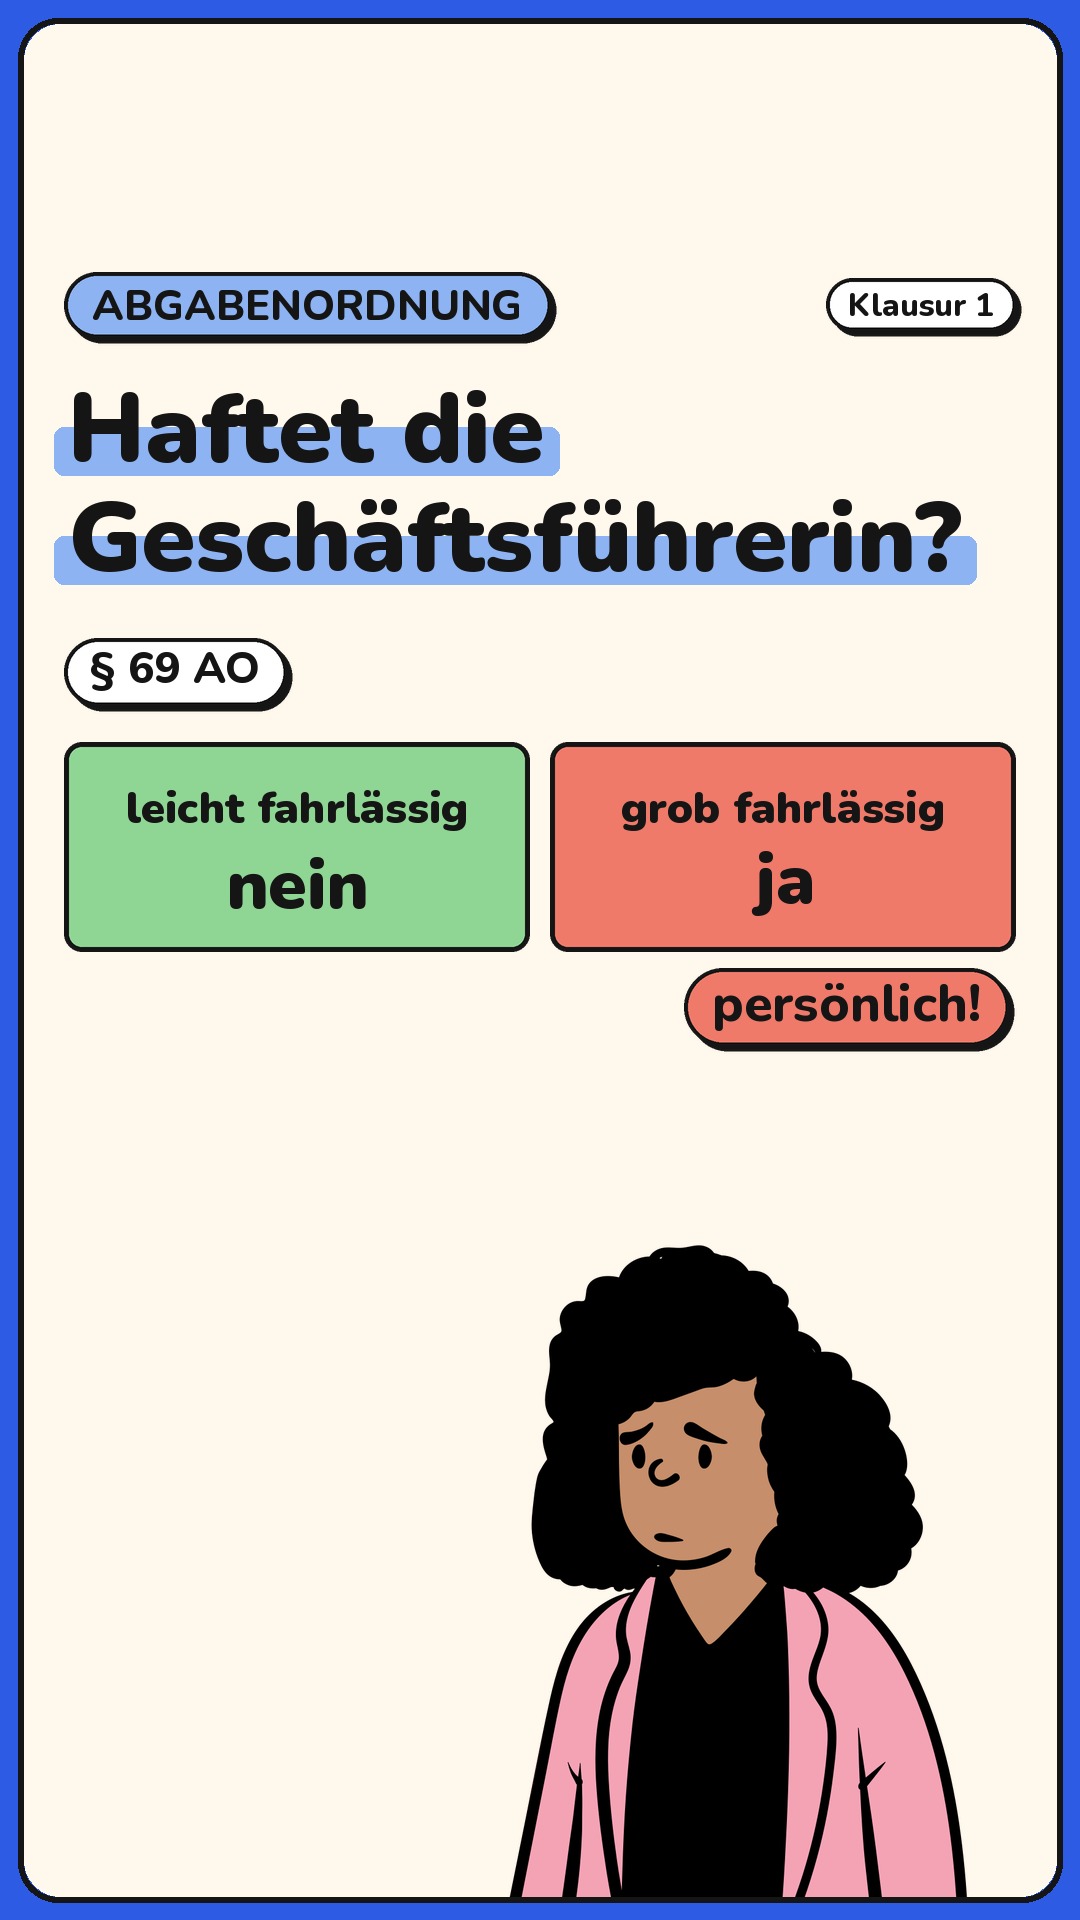 ABGABENORDNUNG
Klausur 1
Haftet die
Geschäftsführerin?
§ 69 AO
leicht fahrlässig
nein
grob fahrlässig
ja
persönlich!